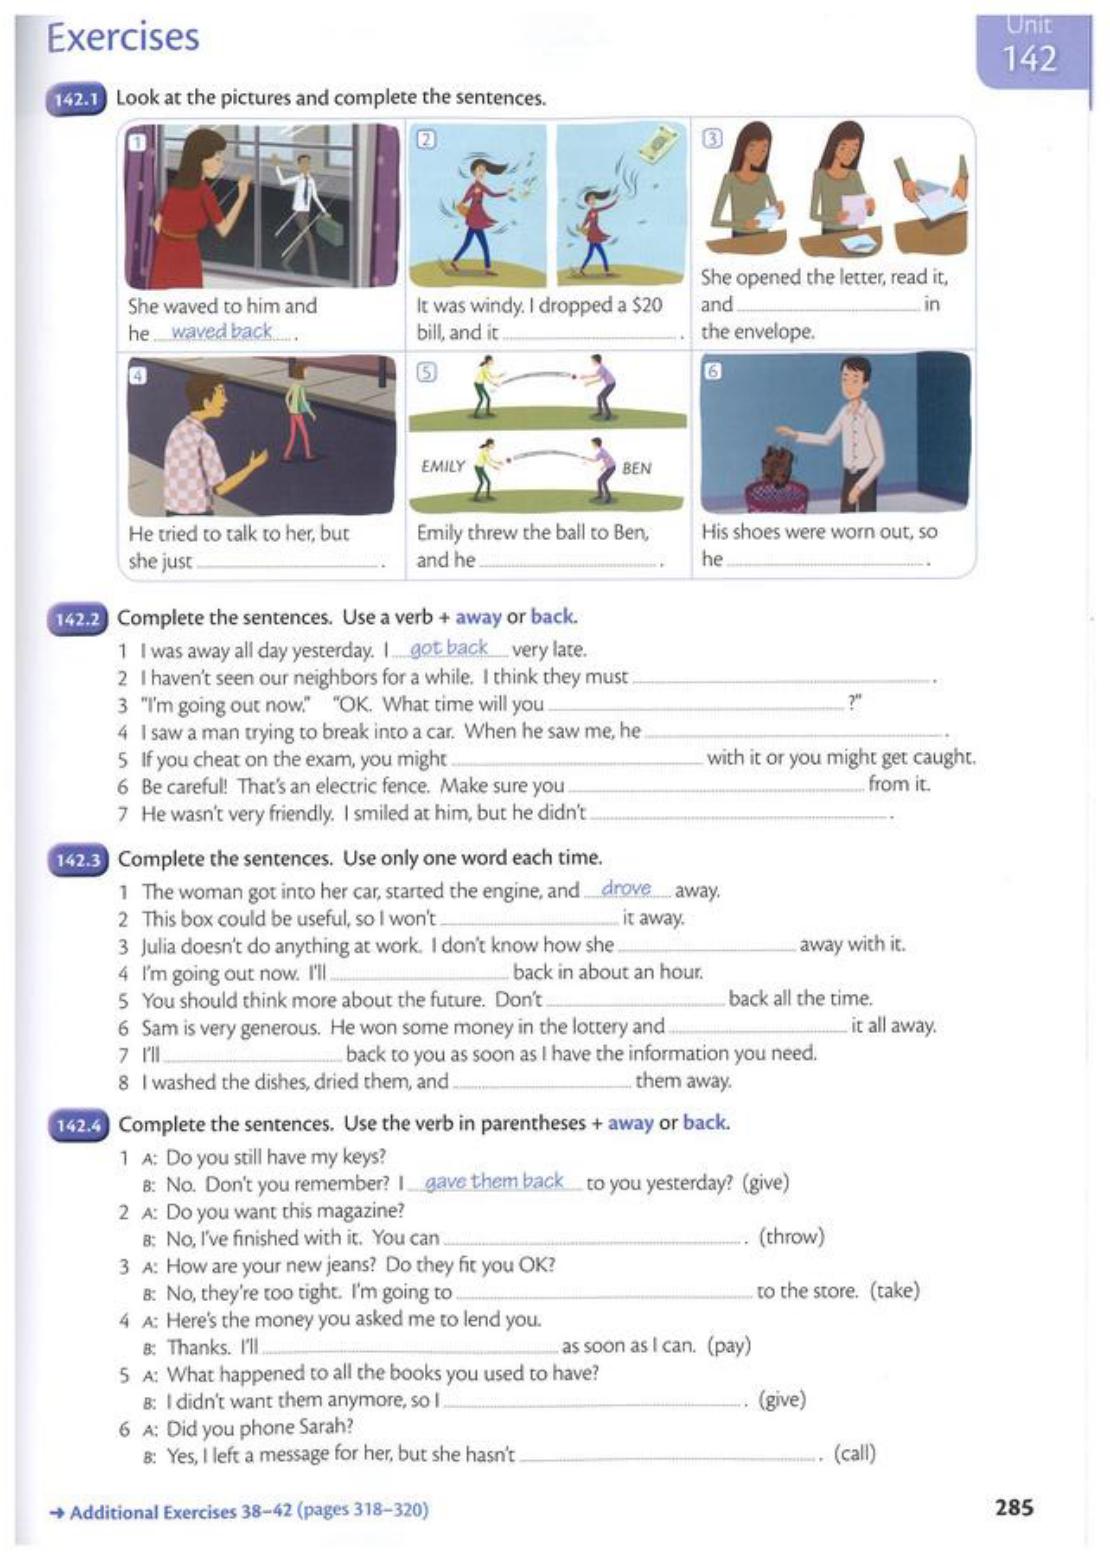 Exercises
Unit
142
142.1 Look at the pictures and complete the sentences.
1
She waved to him and
he waved back.
2
It was windy. I dropped a $20
bill, and it .
3
She opened the letter, read it,
and in
the envelope.
4
He tried to talk to her, but
she just .
5
EMILY BEN
Emily threw the ball to Ben,
and he .
6
His shoes were worn out, so
he .
142.2 Complete the sentences. Use a verb + away or back.
1 I was away all day yesterday. I got back very late.
2 I haven't seen our neighbors for a while. I think they must .
3 "I'm going out now." "OK. What time will you ?"
4 I saw a man trying to break into a car. When he saw me, he .
5 If you cheat on the exam, you might with it or you might get caught.
6 Be careful! That's an electric fence. Make sure you from it.
7 He wasn't very friendly. I smiled at him, but he didn't .
142.3 Complete the sentences. Use only one word each time.
1 The woman got into her car, started the engine, and drove away.
2 This box could be useful, so I won't it away.
3 Julia doesn't do anything at work. I don't know how she away with it.
4 I'm going out now. I'll back in about an hour.
5 You should think more about the future. Don't back all the time.
6 Sam is very generous. He won some money in the lottery and it all away.
7 I'll back to you as soon as I have the information you need.
8 I washed the dishes, dried them, and them away.
142.4 Complete the sentences. Use the verb in parentheses + away or back.
1 A: Do you still have my keys?
B: No. Don't you remember? I gave them back to you yesterday? (give)
2 A: Do you want this magazine?
B: No, I've finished with it. You can . (throw)
3 A: How are your new jeans? Do they fit you OK?
B: No, they're too tight. I'm going to to the store. (take)
4 A: Here's the money you asked me to lend you.
B: Thanks. I'll as soon as I can. (pay)
5 A: What happened to all the books you used to have?
B: I didn't want them anymore, so I . (give)
6 A: Did you phone Sarah?
B: Yes, I left a message for her, but she hasn't . (call)
➜ Additional Exercises 38–42 (pages 318–320)
285